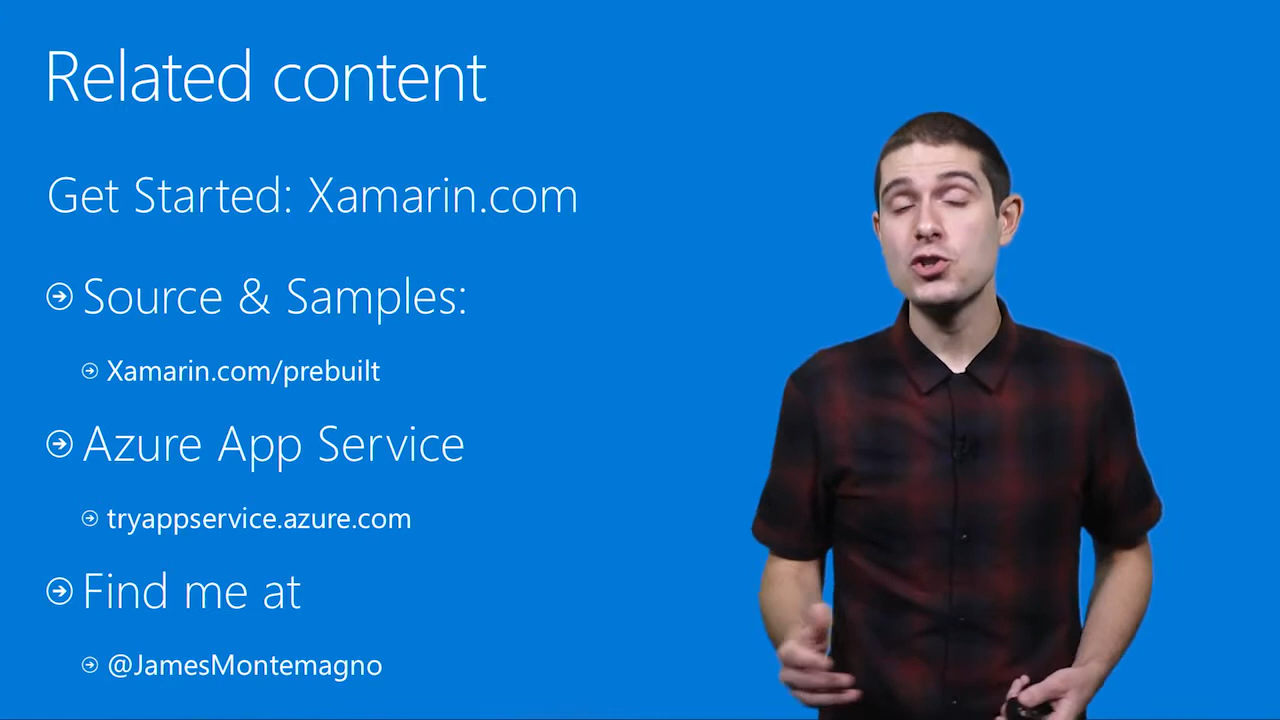 Related content
Get Started: Xamarin.com
Source & Samples:
Xamarin.com/prebuilt
Azure App Service
tryappservice.azure.com
Find me at
@JamesMontemagno